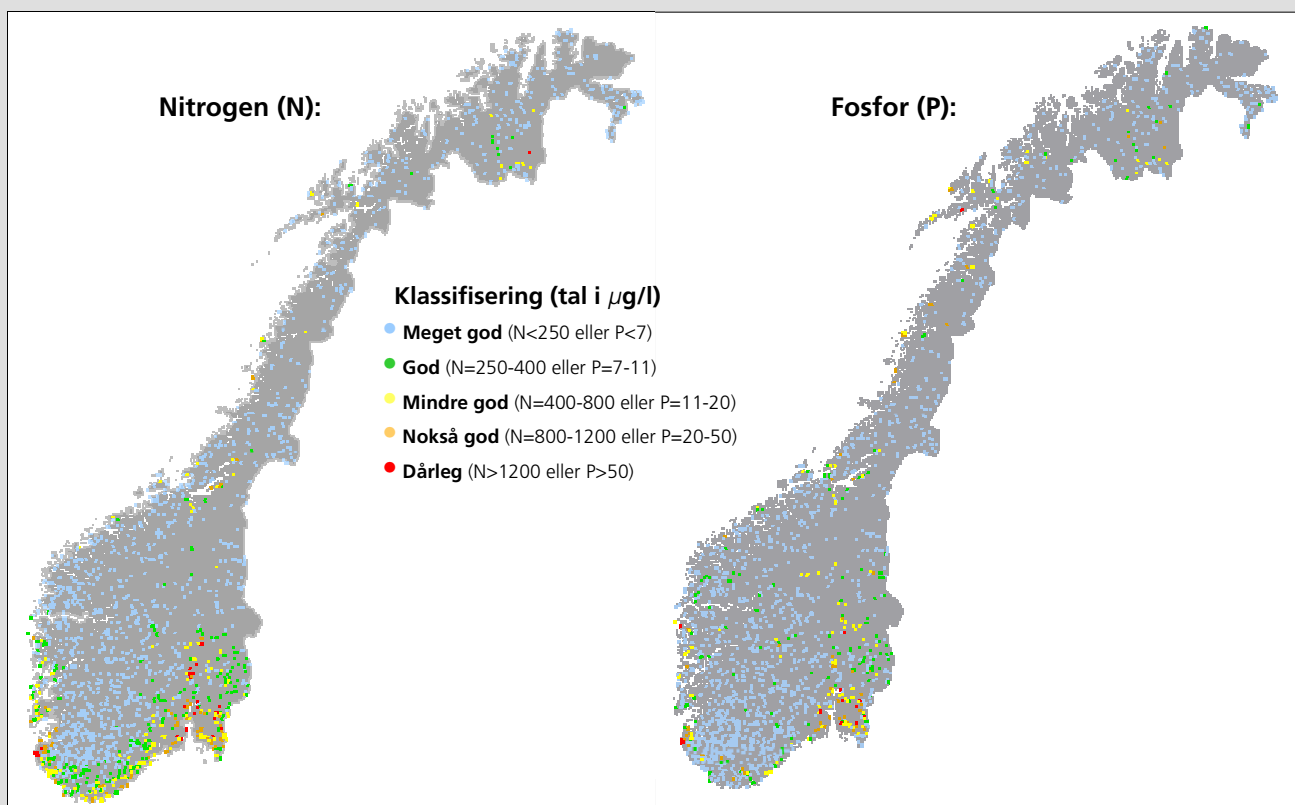 Nitrogen (N):
Fosfor (P):
Klassifisering (tal i µg/l)
Meget god (N<250 eller P<7)
God (N=250-400 eller P=7-11)
Mindre god (N=400-800 eller P=11-20)
Nokså god (N=800-1200 eller P=20-50)
Dårleg (N>1200 eller P>50)